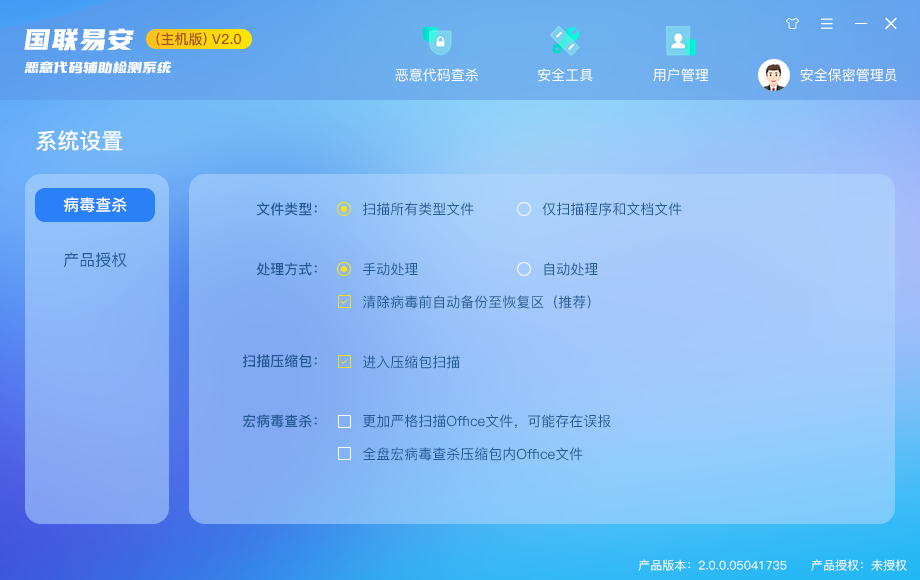 国联易安 (主机版) V2.0
恶意代码辅助检测系统
恶意代码查杀 安全工具 用户管理 安全保密管理员
系统设置
病毒查杀
产品授权
文件类型： 扫描所有类型文件 仅扫描程序和文档文件
处理方式： 手动处理 自动处理
清除病毒前自动备份至恢复区（推荐）
扫描压缩包： 进入压缩包扫描
宏病毒查杀： 更加严格扫描Office文件，可能存在误报
全盘宏病毒查杀压缩包内Office文件
产品版本：2.0.0.05041735 产品授权：未授权